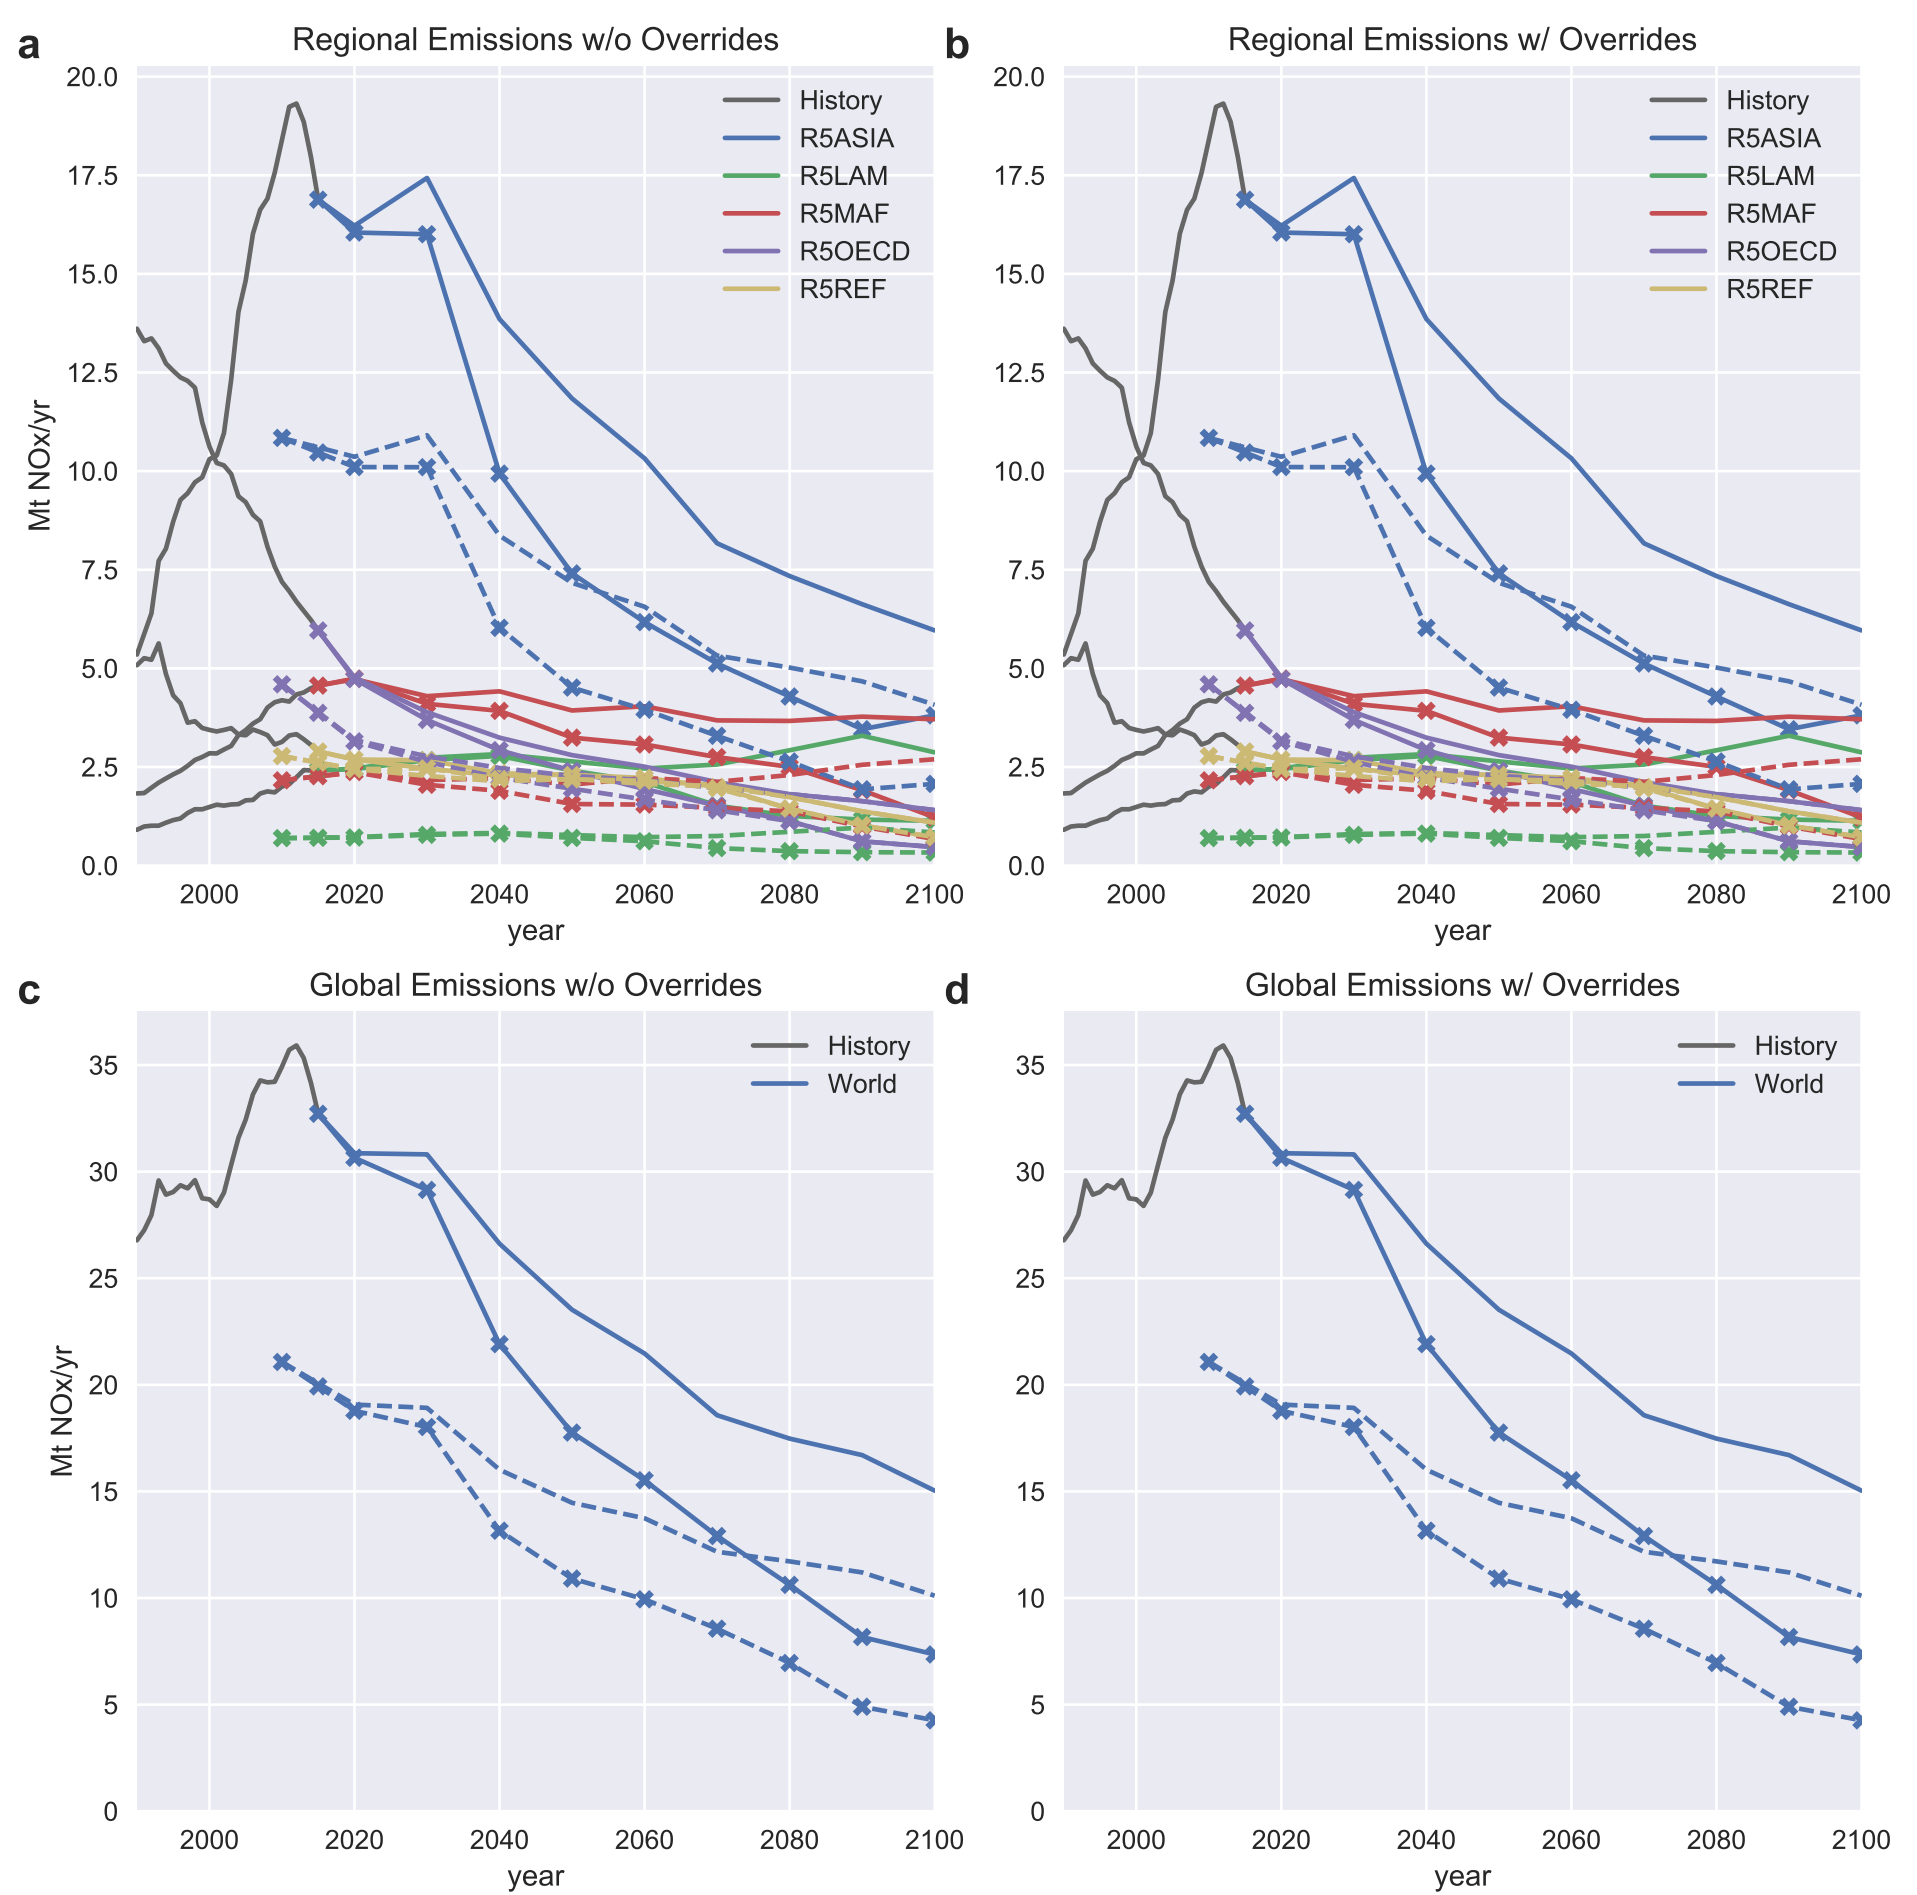 a
Regional Emissions w/o Overrides
20.0
17.5
15.0
12.5
10.0
7.5
5.0
2.5
0.0
Mt NOx/yr
History
R5ASIA
R5LAM
R5MAF
R5OECD
R5REF
2000 2020 2040 2060 2080 2100
year
b
Regional Emissions w/ Overrides
20.0
17.5
15.0
12.5
10.0
7.5
5.0
2.5
0.0
History
R5ASIA
R5LAM
R5MAF
R5OECD
R5REF
2000 2020 2040 2060 2080 2100
year
c
Global Emissions w/o Overrides
35
30
25
20
15
10
5
0
Mt NOx/yr
History
World
2000 2020 2040 2060 2080 2100
year
d
Global Emissions w/ Overrides
35
30
25
20
15
10
5
0
History
World
2000 2020 2040 2060 2080 2100
year